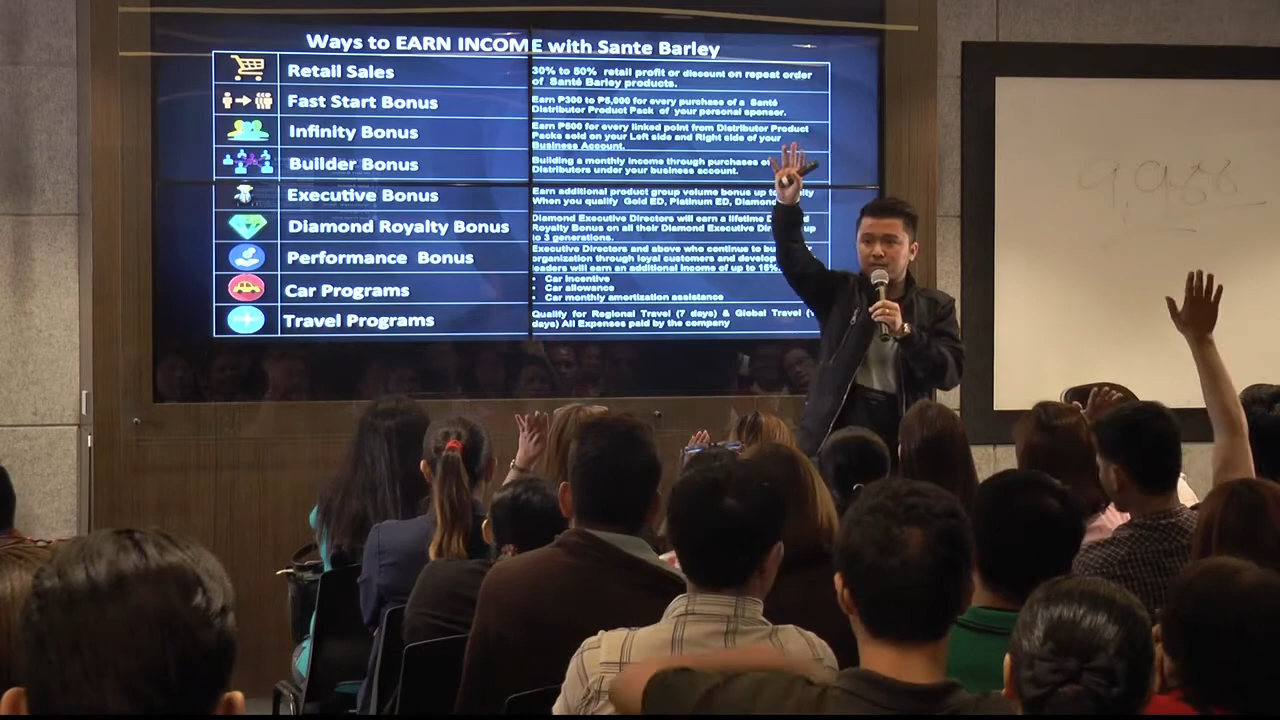 Ways to EARN INCOME with Sante Barley
Retail Sales
30% to 50% retail profit or discount on repeat order
of Santé Barley products.
Fast Start Bonus
Earn P300 to P5,000 for every purchase of a Santé
Distributor Product Pack of your personal sponsor.
Infinity Bonus
Earn P500 for every linked point from Distributor Product
Packs sold on your Left side and Right side of your
Business Account.
Builder Bonus
Building a monthly income through purchases
Distributors under your business account.
Executive Bonus
Earn additional product group volume bonus up
When you qualify Gold ED, Platinum ED, Diamond
Diamond Royalty Bonus
Diamond Executive Directors will earn a lifetime
Royalty Bonus on all their Diamond Executive up
to 3 generations.
Performance Bonus
Executive Directors and above who continue to
organization through loyal customers and
leaders will earn an additional income of up to 15%.
Car Programs
• Car incentive
• Car allowance
• Car monthly amortization assistance
Travel Programs
Qualify for Regional Travel (7 days) & Global Travel
days) All Expenses paid by the company
9,988